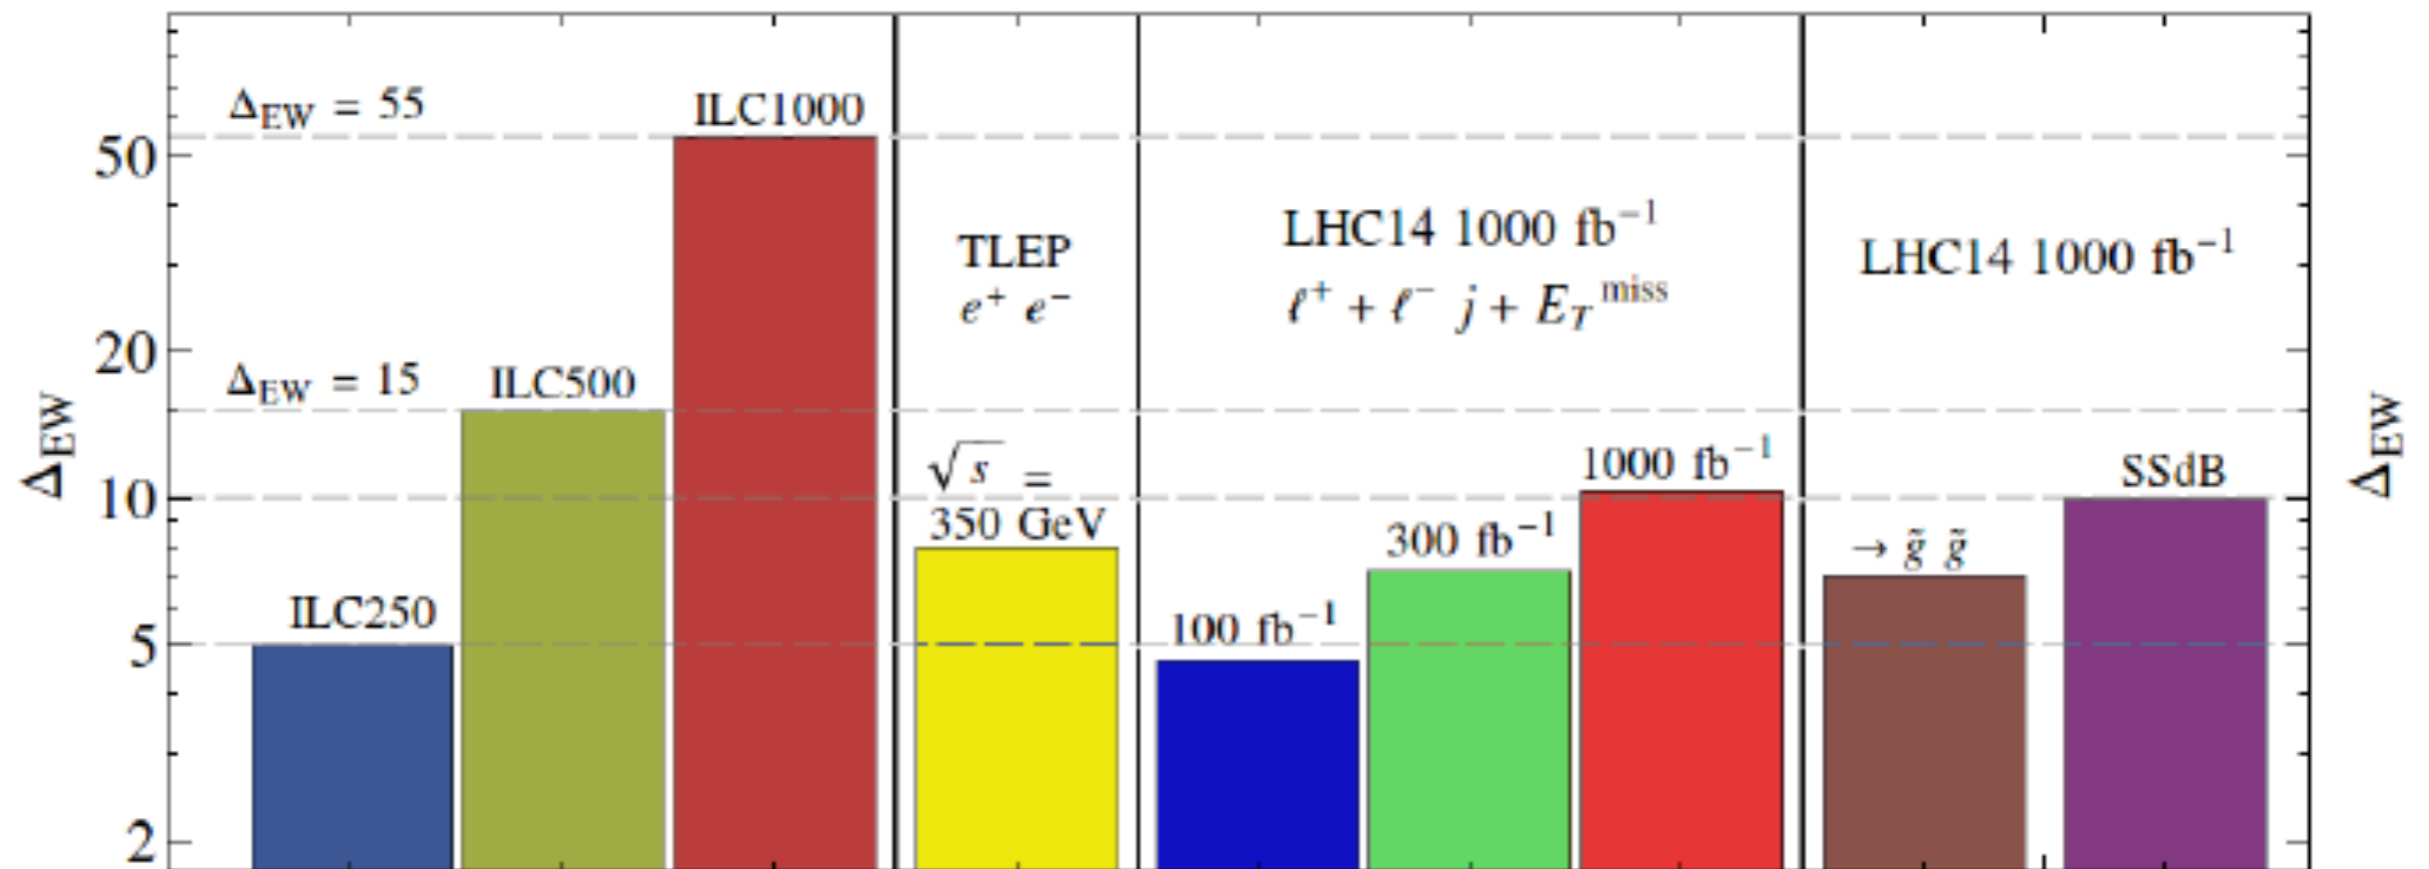 Δ_EW = 55
ILC1000
50
LHC14 1000 fb⁻¹
TLEP
LHC14 1000 fb⁻¹
e⁺ e⁻
ℓ⁺ + ℓ⁻ j + E_T^miss
20
Δ_EW = 15
ILC500
Δ_EW
Δ_EW
√s =
1000 fb⁻¹
SSdB
10
350 GeV
300 fb⁻¹
→ g̃ g̃
ILC250
100 fb⁻¹
5
2